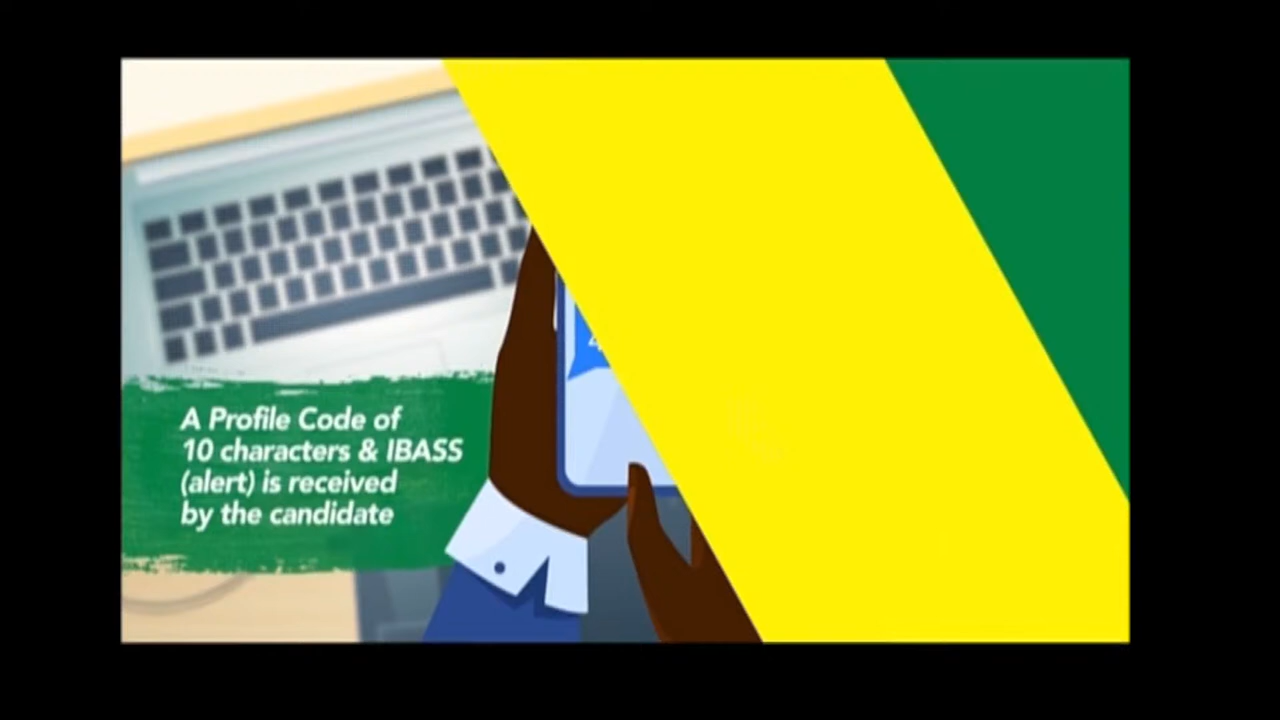 A Profile Code of
10 characters & IBASS
(alert) is received
by the candidate